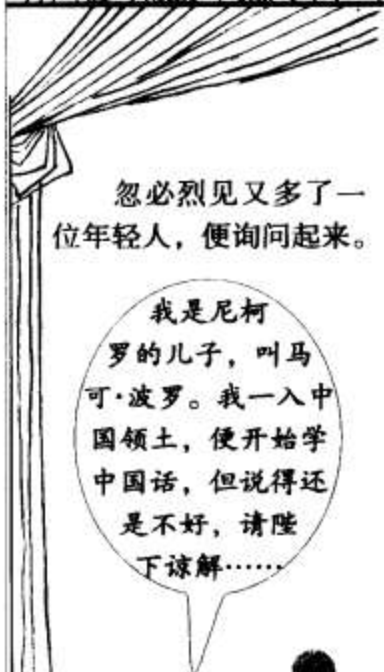 忽必烈见又多了一
位年轻人，便询问起来。
我是尼柯
罗的儿子，叫马
可·波罗。我一入中
国领土，便开始学
中国话，但说得还
是不好，请陛
下谅解……